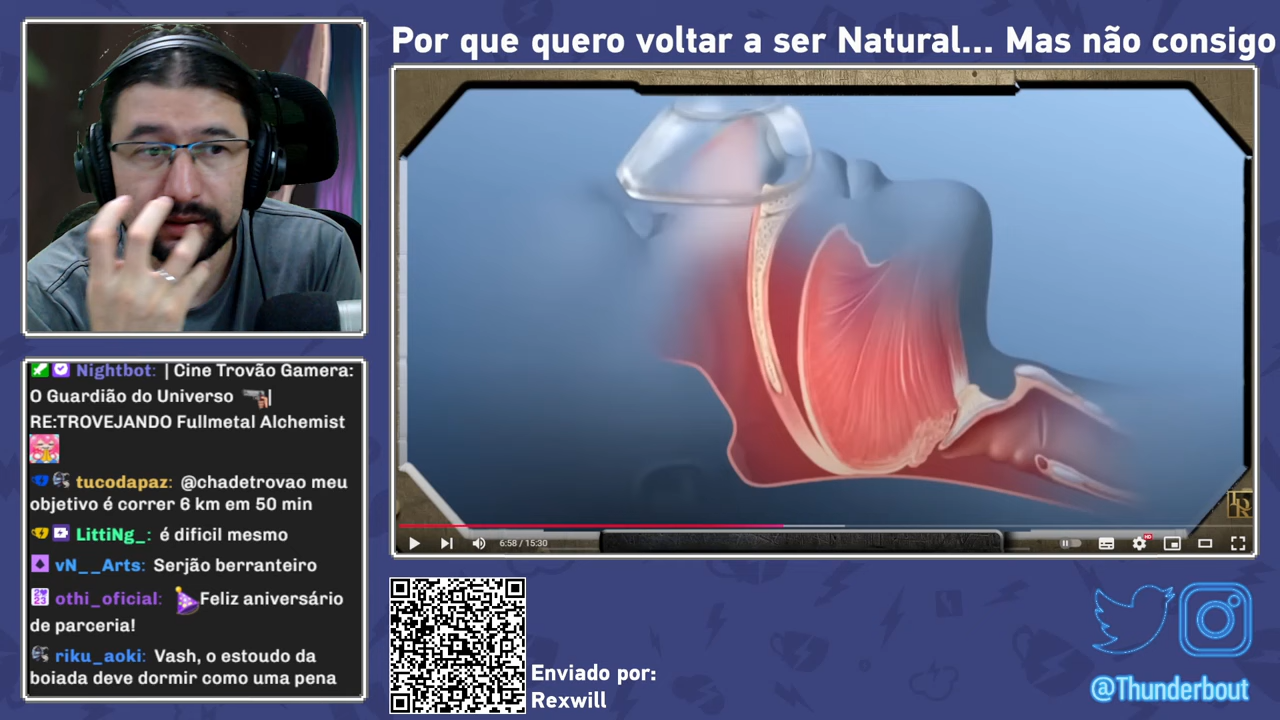 Por que quero voltar a ser Natural... Mas não consigo
Nightbot: | Cine Trovão Gamera:
O Guardião do Universo |
RE:TROVEJANDO Fullmetal Alchemist
tucodapaz: @chadetrovao meu
objetivo é correr 6 km em 50 min
LittiNg_: é dificil mesmo
vN__Arts: Serjão berranteiro
othi_oficial: Feliz aniversário
de parceria!
riku_aoki: Vash, o estoudo da
boiada deve dormir como uma pena
6:58 / 15:30
HD
Enviado por:
Rexwill
@Thunderbout